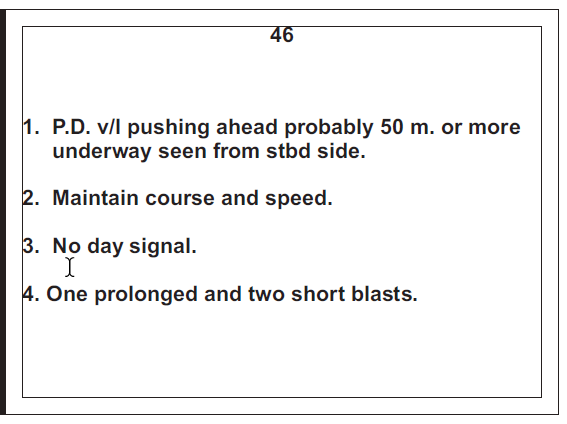 46
1. P.D. v/l pushing ahead probably 50 m. or more
underway seen from stbd side.
2. Maintain course and speed.
3. No day signal.
4. One prolonged and two short blasts.